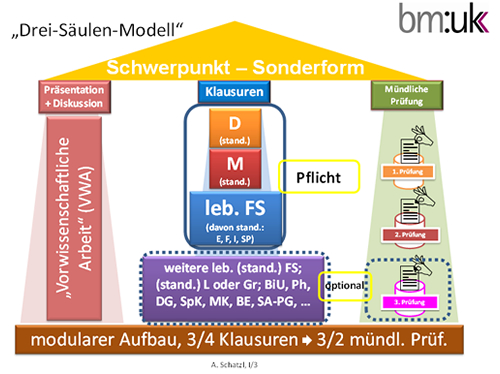 „Drei-Säulen-Modell“
bm:uk
Schwerpunkt – Sonderform
Präsentation
+ Diskussion
Klausuren
Mündliche
Prüfung
„Vorwissenschaftliche
Arbeit“ (VWA)
D
(stand.)
M
(stand.)
Pflicht
leb. FS
(davon stand.:
E, F, I, SP)
1. Prüfung
2. Prüfung
3. Prüfung
weitere leb. (stand.) FS;
(stand.) L oder Gr; BiU, Ph,
DG, SpK, MK, BE, SA-PG, ...
Optional
modularer Aufbau, 3/4 Klausuren ➡ 3/2 mündl. Prüf.
A. Schatzl, I/3